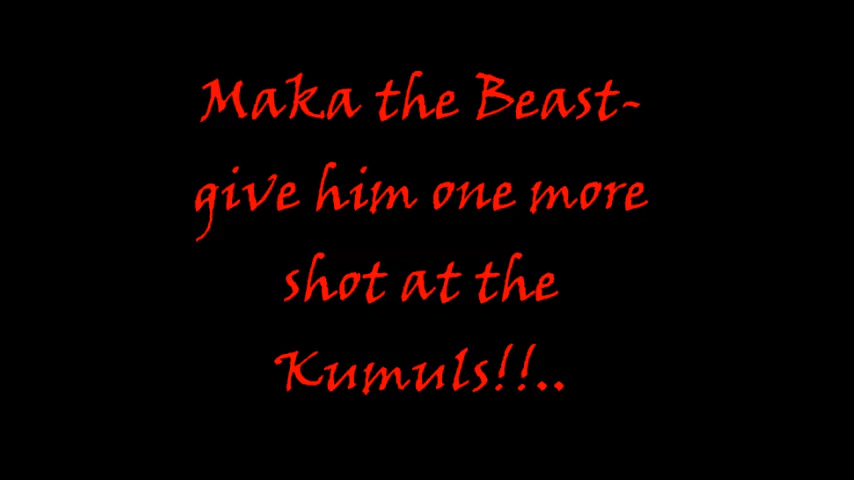 Maka the Beast-
give him one more
shot at the
Kumuls!!..